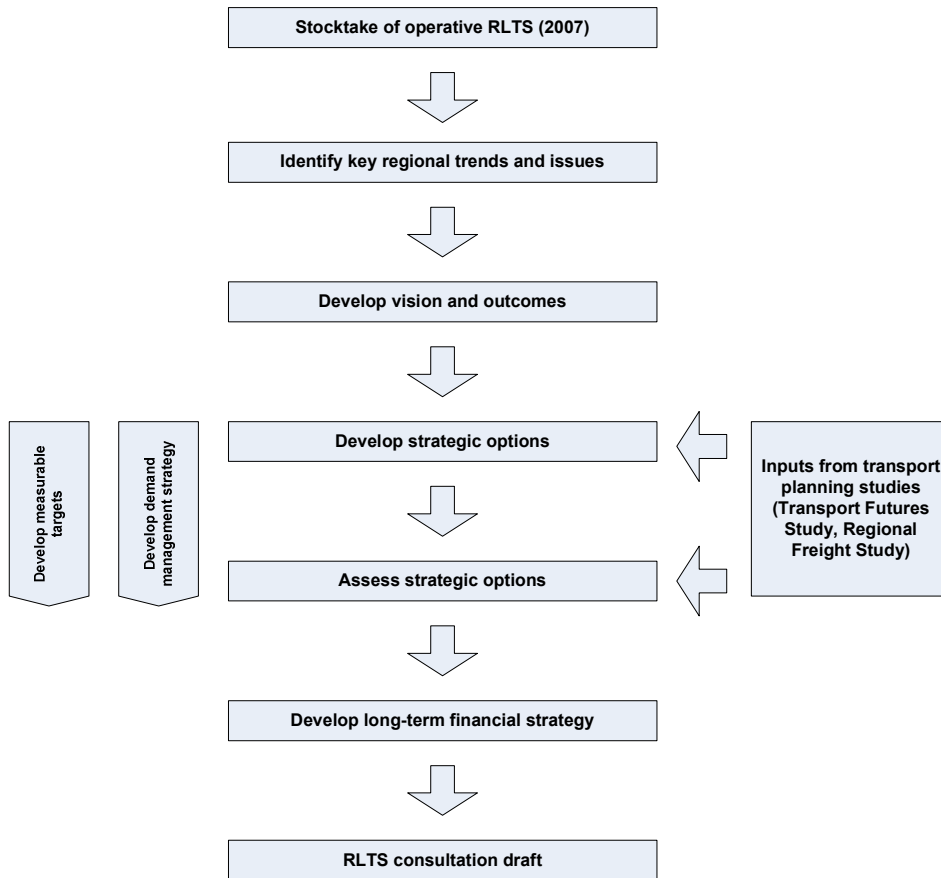 Stocktake of operative RLTS (2007)
Identify key regional trends and issues
Develop vision and outcomes
Develop measurable
targets
Develop demand
management strategy
Develop strategic options
Inputs from transport
planning studies
(Transport Futures
Study, Regional
Freight Study)
Assess strategic options
Develop long-term financial strategy
RLTS consultation draft